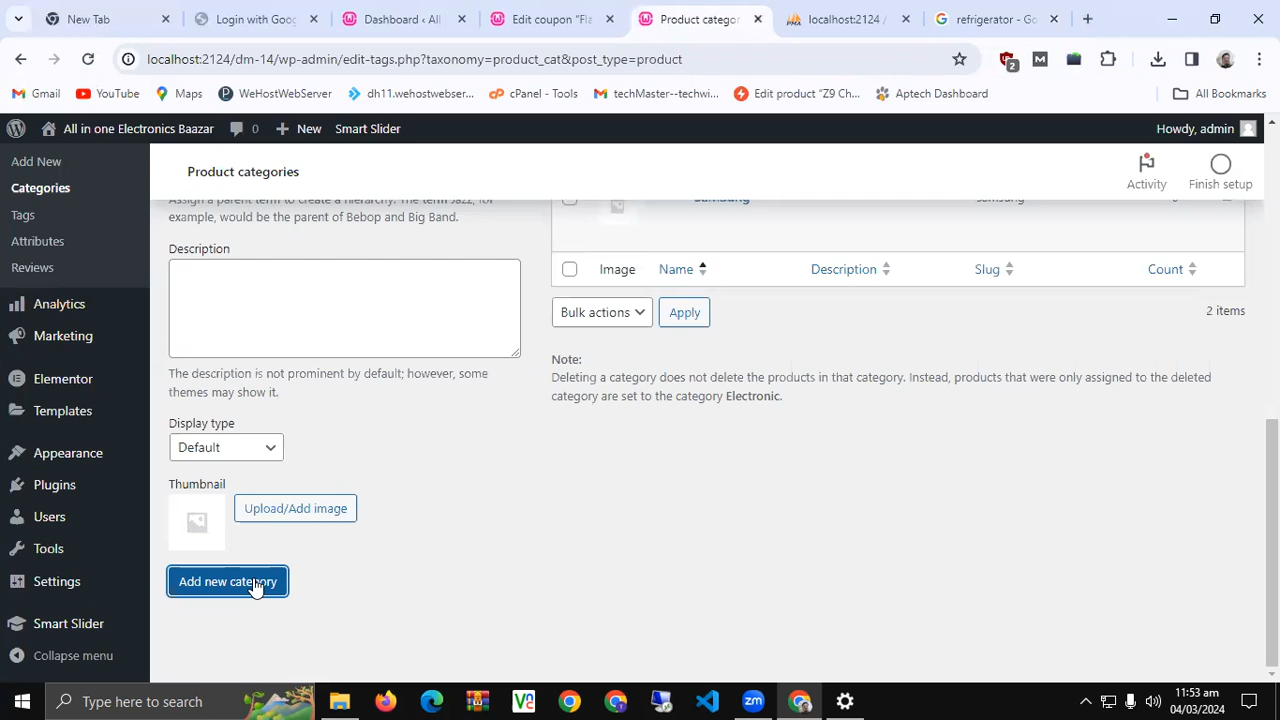 New Tab
Login with Goog
Dashboard ‹ All
Edit coupon "Fla
Product categor
localhost:2124 /
refrigerator - Go
localhost:2124/dm-14/wp-admin/edit-tags.php?taxonomy=product_cat&post_type=product
2
Gmail
YouTube
Maps
WeHostWebServer
dh11.wehostwebser...
cPanel - Tools
techMaster--techwi...
Edit product "Z9 Ch...
Aptech Dashboard
All Bookmarks
All in one Electronics Baazar
0
New
Smart Slider
Howdy, admin
Add New
Categories
Tags
Attributes
Reviews
Analytics
Marketing
Elementor
Templates
Appearance
Plugins
Users
Tools
Settings
Smart Slider
Collapse menu
Product categories
Activity
Finish setup
Assign a parent term to create a hierarchy. The term Jazz, for
example, would be the parent of Bebop and Big Band.
Description
The description is not prominent by default; however, some
themes may show it.
Display type
Default
Thumbnail
Upload/Add image
Add new category
Samsung
samsung
0
Image
Name
Description
Slug
Count
Bulk actions
Apply
2 items
Note:
Deleting a category does not delete the products in that category. Instead, products that were only assigned to the deleted
category are set to the category Electronic.
Type here to search
11:53 am
04/03/2024